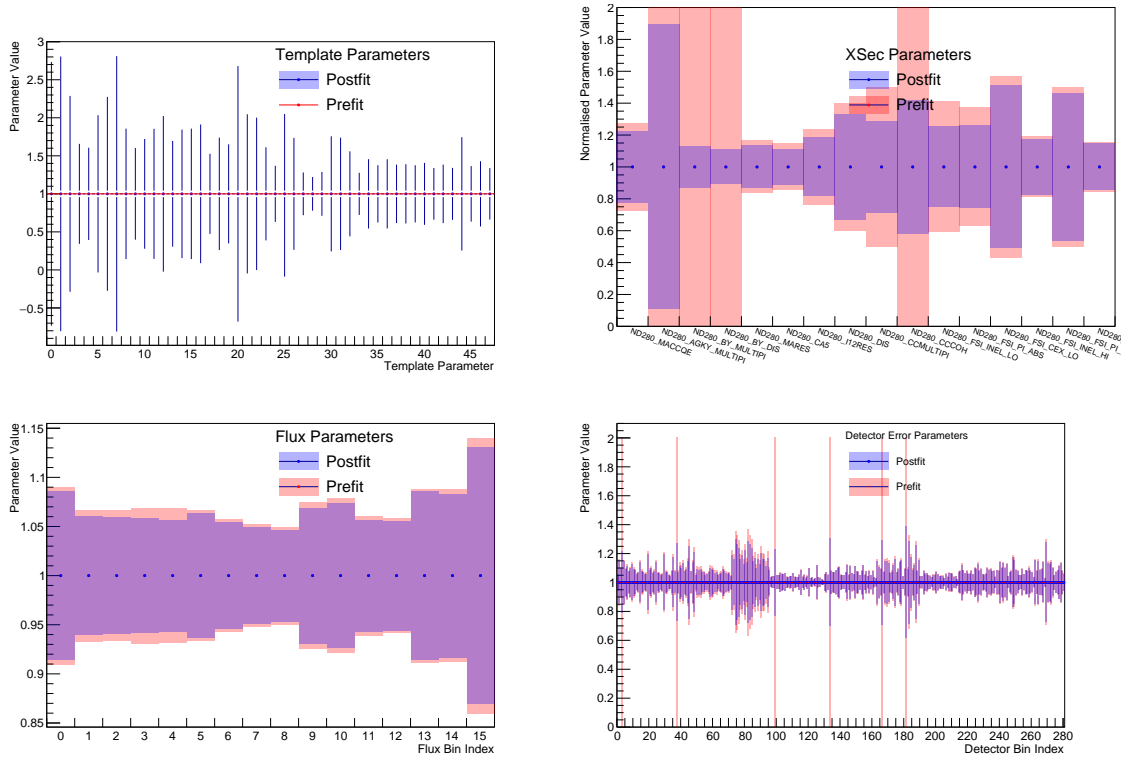 Template Parameters
Postfit
Prefit
Parameter Value
3
2.5
2
1.5
1
0.5
0
−0.5
0 5 10 15 20 25 30 35 40 45
Template Parameter
XSec Parameters
Postfit
Prefit
Normalised Parameter Value
2
1.8
1.6
1.4
1.2
1
0.8
0.6
0.4
0.2
0
ND280_MACCQE
ND280_AGKY_MULTIPI
ND280_BY_MULTIPI
ND280_BY_DIS
ND280_MARES
ND280_CA5
ND280_I12RES
ND280_DIS
ND280_CCMULTIPI
ND280_CCCOH
ND280_FSI_INEL_LO
ND280_FSI_PI_ABS
ND280_FSI_CEX_LO
ND280_FSI_INEL_HI
ND280_FSI_PI_
Flux Parameters
Postfit
Prefit
Parameter Value
1.15
1.1
1.05
1
0.95
0.9
0.85
0 1 2 3 4 5 6 7 8 9 10 11 12 13 14 15
Flux Bin Index
Detector Error Parameters
Postfit
Prefit
Parameter Value
2
1.8
1.6
1.4
1.2
1
0.8
0.6
0.4
0.2
0
0 20 40 60 80 100 120 140 160 180 200 220 240 260 280
Detector Bin Index